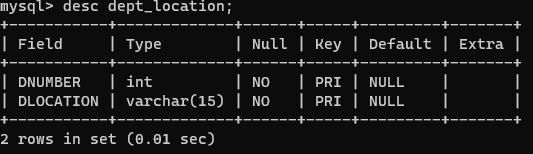 mysql> desc dept_location;
+-----------+-------------+------+-----+---------+-------+
| Field     | Type        | Null | Key | Default | Extra |
+-----------+-------------+------+-----+---------+-------+
| DNUMBER   | int         | NO   | PRI | NULL    |       |
| DLOCATION | varchar(15) | NO   | PRI | NULL    |       |
+-----------+-------------+------+-----+---------+-------+
2 rows in set (0.01 sec)